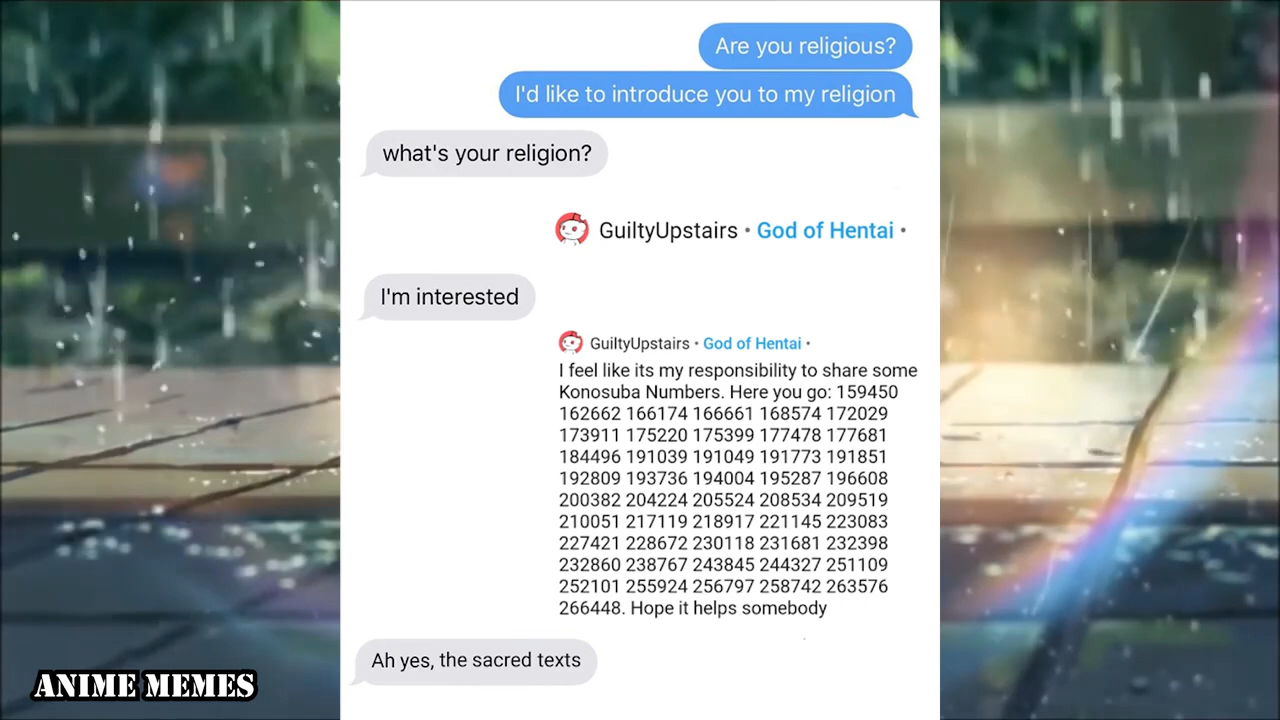 Are you religious?
I'd like to introduce you to my religion
what's your religion?
GuiltyUpstairs • God of Hentai •
I'm interested
GuiltyUpstairs • God of Hentai •
I feel like its my responsibility to share some
Konosuba Numbers. Here you go: 159450
162662 166174 166661 168574 172029
173911 175220 175399 177478 177681
184496 191039 191049 191773 191851
192809 193736 194004 195287 196608
200382 204224 205524 208534 209519
210051 217119 218917 221145 223083
227421 228672 230118 231681 232398
232860 238767 243845 244327 251109
252101 255924 256797 258742 263576
266448. Hope it helps somebody
Ah yes, the sacred texts
ANIME MEMES